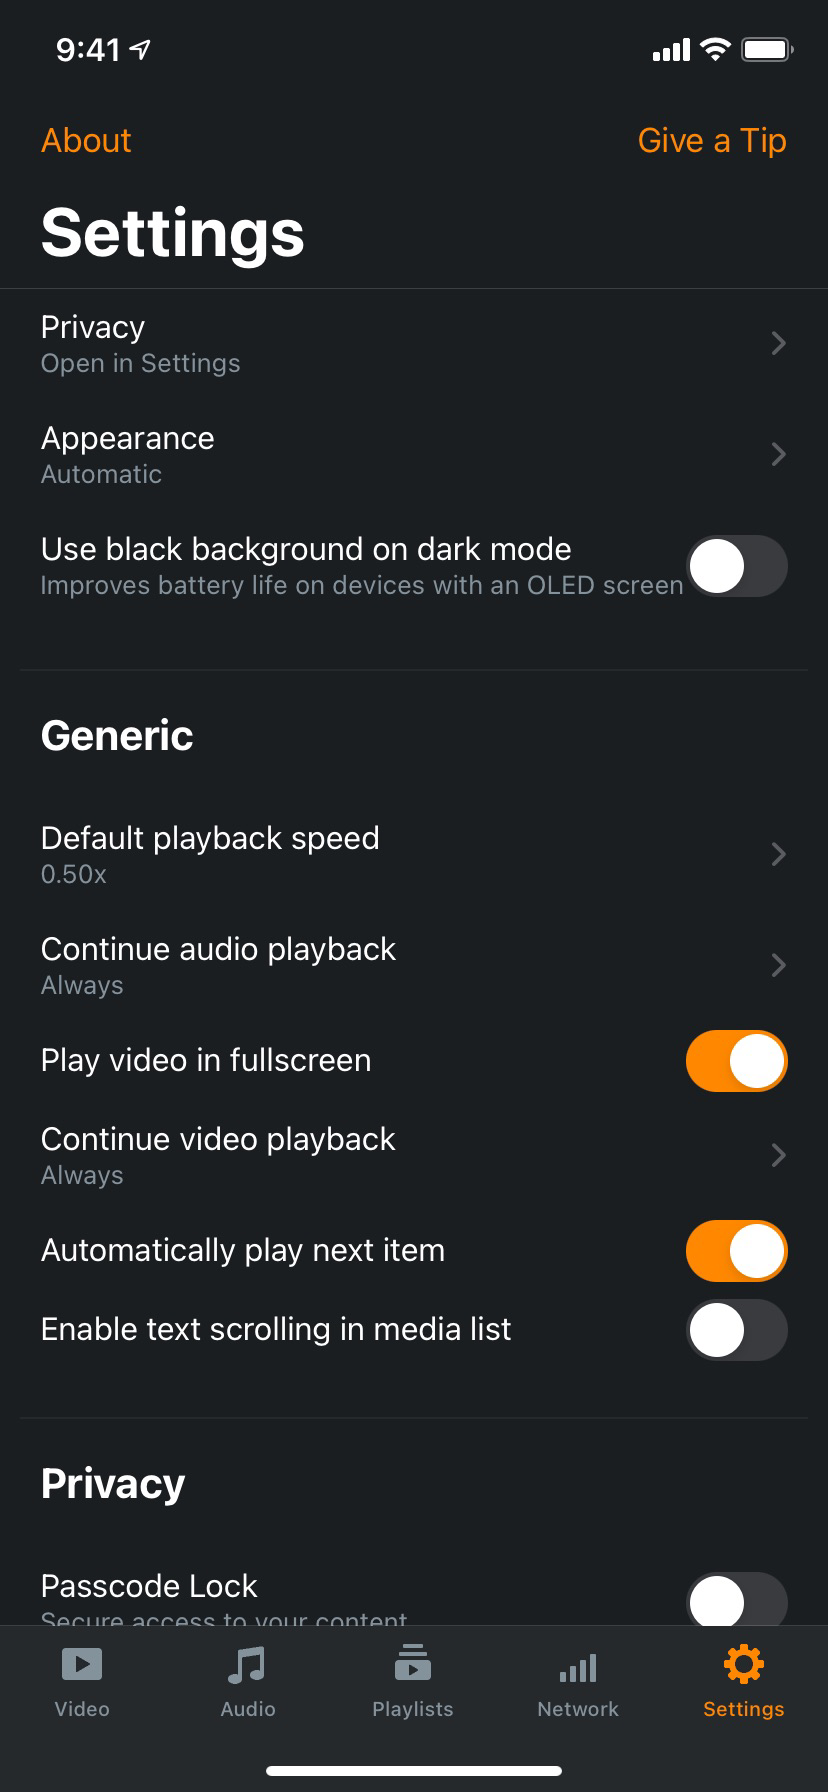 9:41
About
Give a Tip
Settings
Privacy
Open in Settings
Appearance
Automatic
Use black background on dark mode
Improves battery life on devices with an OLED screen
Generic
Default playback speed
0.50x
Continue audio playback
Always
Play video in fullscreen
Continue video playback
Always
Automatically play next item
Enable text scrolling in media list
Privacy
Passcode Lock
Secure access to your content
Video
Audio
Playlists
Network
Settings